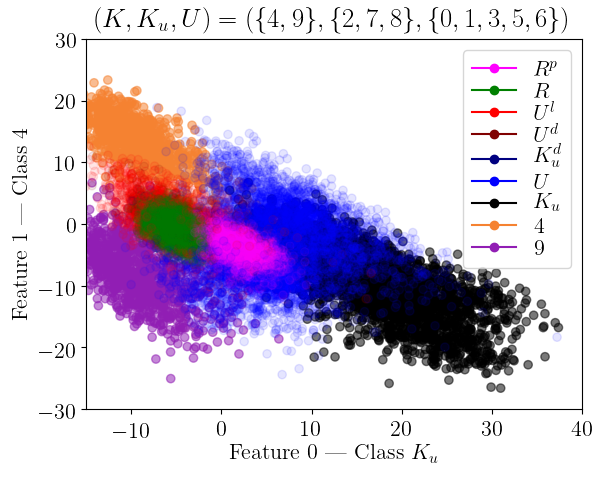 (K, K_u, U) = ({4, 9}, {2, 7, 8}, {0, 1, 3, 5, 6})
30
20
10
0
−10
−20
−30
Feature 1 — Class 4
R^p
R
U^l
U^d
K_u^d
U
K_u
4
9
−10
0
10
20
30
40
Feature 0 — Class K_u